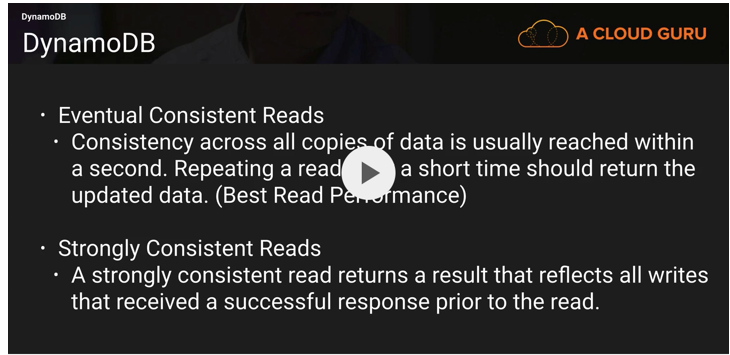 DynamoDB
DynamoDB
A CLOUD GURU
• Eventual Consistent Reads
• Consistency across all copies of data is usually reached within
a second. Repeating a read a short time should return the
updated data. (Best Read Performance)
• Strongly Consistent Reads
• A strongly consistent read returns a result that reflects all writes
that received a successful response prior to the read.